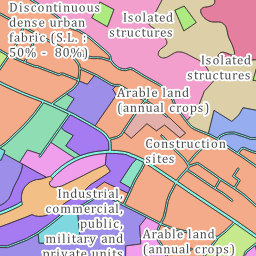 Discontinuous
dense urban
fabric (S.L. :
50% - 80%)
Isolated
structures
Isolated
structures
Arable land
(annual crops)
Construction
sites
Industrial,
commercial,
public,
military and
private units
Arable land
(annual crops)